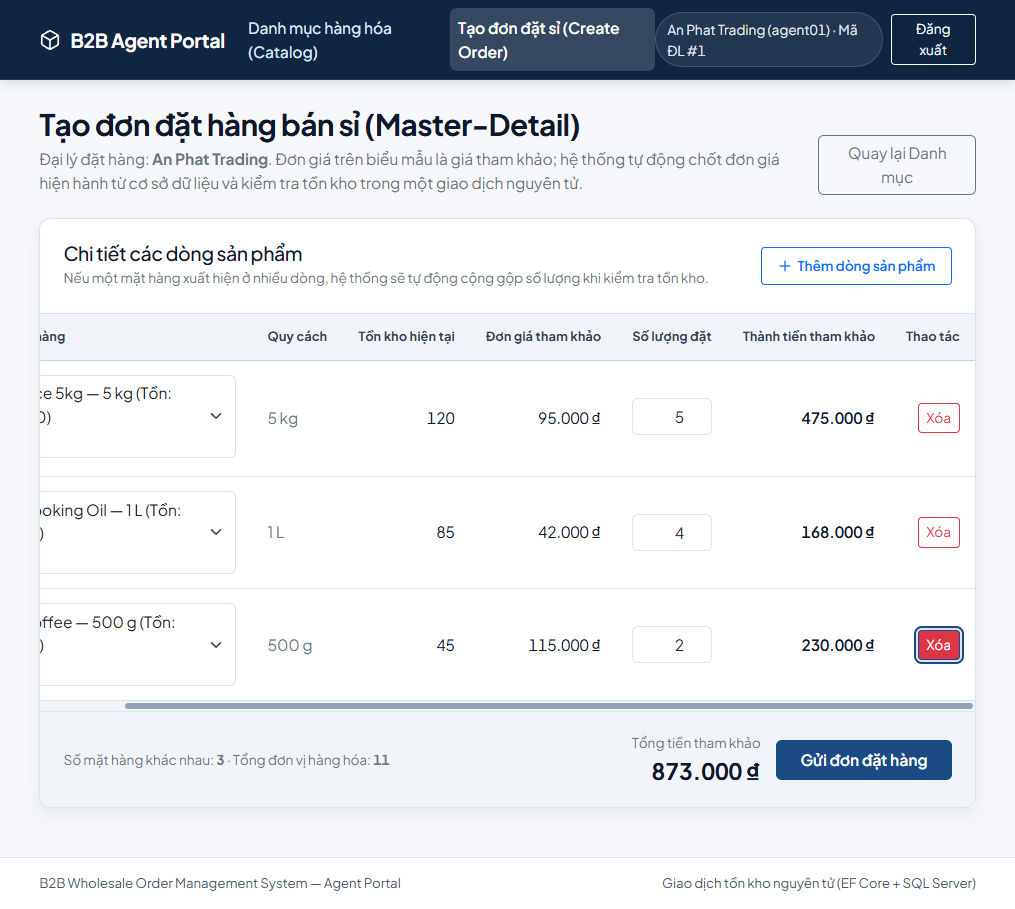 B2B Agent Portal
Danh mục hàng hóa
(Catalog)
Tạo đơn đặt sỉ (Create
Order)
An Phat Trading (agent01) · Mã
ĐL #1
Đăng
xuất
Tạo đơn đặt hàng bán sỉ (Master-Detail)
Đại lý đặt hàng: An Phat Trading. Đơn giá trên biểu mẫu là giá tham khảo; hệ thống tự động chốt đơn giá
hiện hành từ cơ sở dữ liệu và kiểm tra tồn kho trong một giao dịch nguyên tử.
Quay lại Danh
mục
Chi tiết các dòng sản phẩm
Nếu một mặt hàng xuất hiện ở nhiều dòng, hệ thống sẽ tự động cộng gộp số lượng khi kiểm tra tồn kho.
+ Thêm dòng sản phẩm
hàng Quy cách Tồn kho hiện tại Đơn giá tham khảo Số lượng đặt Thành tiền tham khảo Thao tác
ce 5kg — 5 kg (Tồn:
0)
5 kg 120 95.000 ₫ 5 475.000 ₫ Xóa
ooking Oil — 1 L (Tồn:
)
1 L 85 42.000 ₫ 4 168.000 ₫ Xóa
offee — 500 g (Tồn:
)
500 g 45 115.000 ₫ 2 230.000 ₫ Xóa
Số mặt hàng khác nhau: 3 · Tổng đơn vị hàng hóa: 11
Tổng tiền tham khảo
873.000 ₫
Gửi đơn đặt hàng
B2B Wholesale Order Management System — Agent Portal
Giao dịch tồn kho nguyên tử (EF Core + SQL Server)